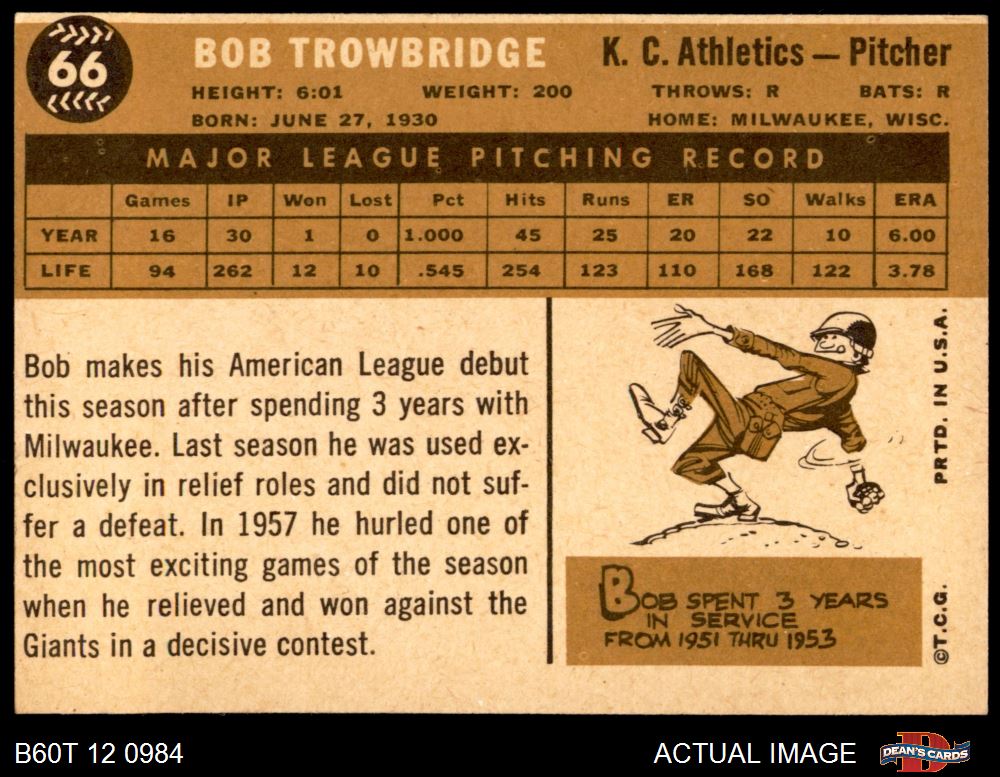 66
BOB TROWBRIDGE
K. C. Athletics — Pitcher
HEIGHT: 6:01 WEIGHT: 200 THROWS: R BATS: R
BORN: JUNE 27, 1930 HOME: MILWAUKEE, WISC.
MAJOR LEAGUE PITCHING RECORD
Games IP Won Lost Pct Hits Runs ER SO Walks ERA
YEAR 16 30 1 0 1.000 45 25 20 22 10 6.00
LIFE 94 262 12 10 .545 254 123 110 168 122 3.78
Bob makes his American League debut
this season after spending 3 years with
Milwaukee. Last season he was used ex-
clusively in relief roles and did not suf-
fer a defeat. In 1957 he hurled one of
the most exciting games of the season
when he relieved and won against the
Giants in a decisive contest.
BOB SPENT 3 YEARS
IN SERVICE
FROM 1951 THRU 1953
PRTD. IN U.S.A.
©T.C.G.
B60T 12 0984
ACTUAL IMAGE
DEAN'S CARDS